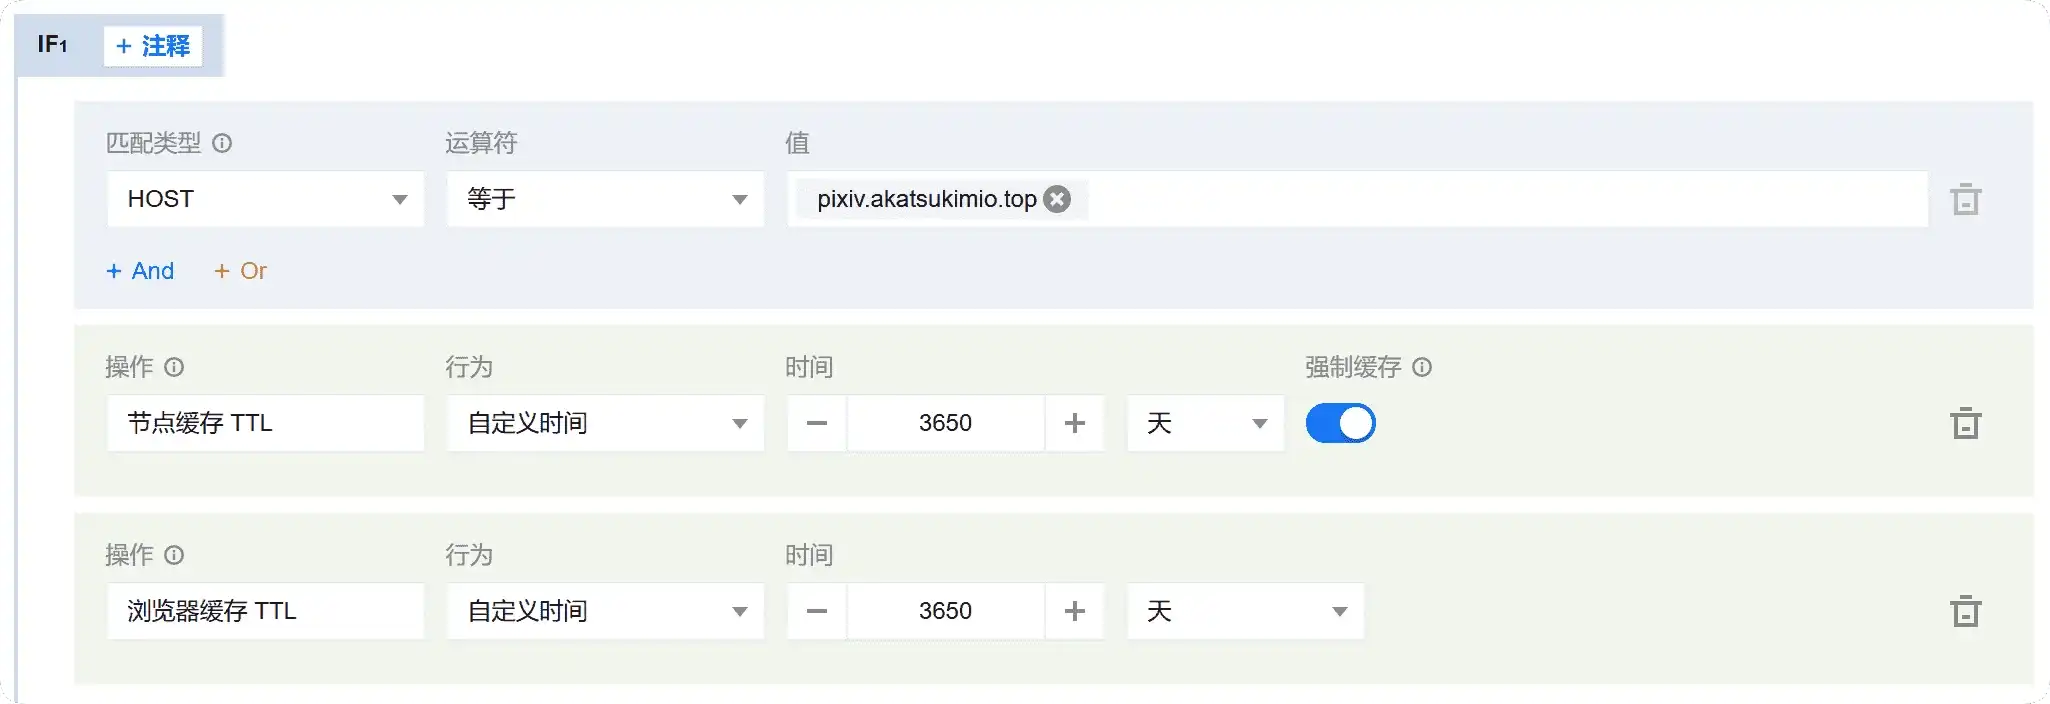 IF1 + 注释
匹配类型 运算符 值
HOST 等于 pixiv.akatsukimio.top
+ And + Or
操作 行为 时间 强制缓存
节点缓存 TTL 自定义时间 − 3650 + 天
操作 行为 时间
浏览器缓存 TTL 自定义时间 − 3650 + 天